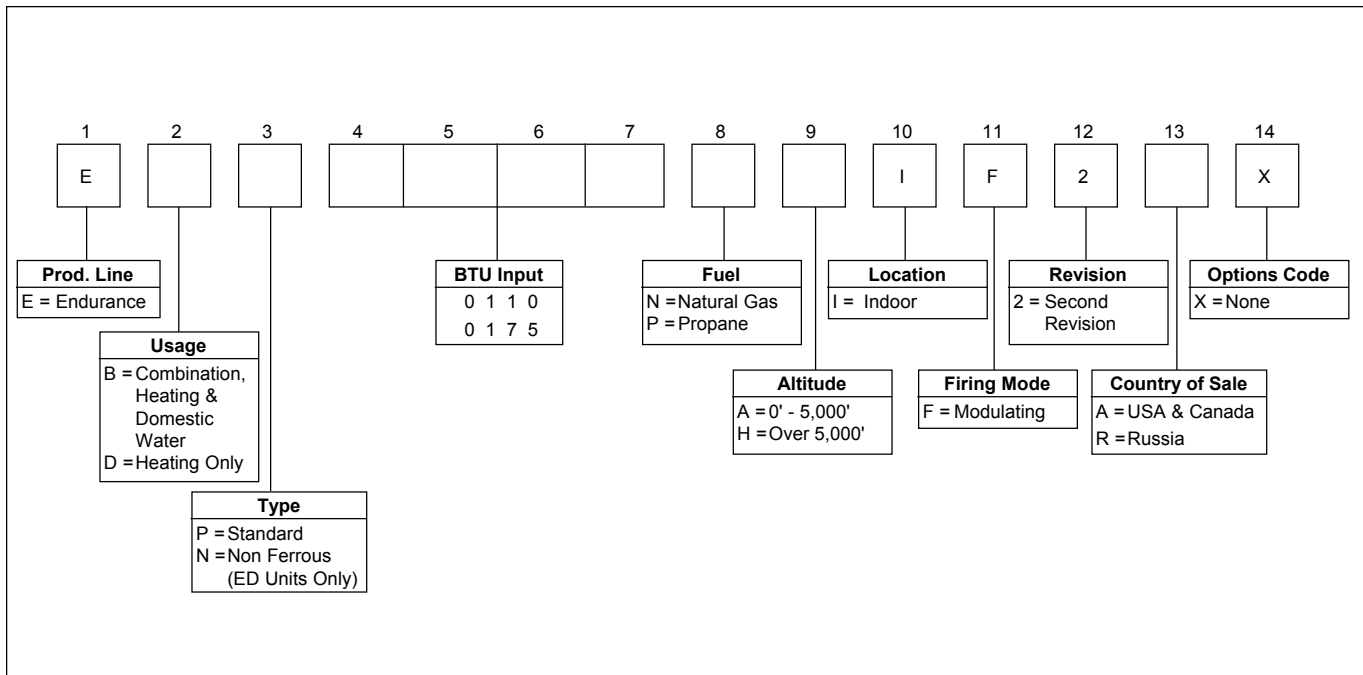 1 2 3 4 5 6 7 8 9 10 11 12 13 14
E I F 2 X
Prod. Line
E = Endurance
BTU Input
0 1 1 0
0 1 7 5
Fuel
N = Natural Gas
P = Propane
Location
I = Indoor
Revision
2 = Second
Revision
Options Code
X = None
Usage
B = Combination,
Heating &
Domestic
Water
D = Heating Only
Altitude
A = 0' - 5,000'
H = Over 5,000'
Firing Mode
F = Modulating
Country of Sale
A = USA & Canada
R = Russia
Type
P = Standard
N = Non Ferrous
(ED Units Only)